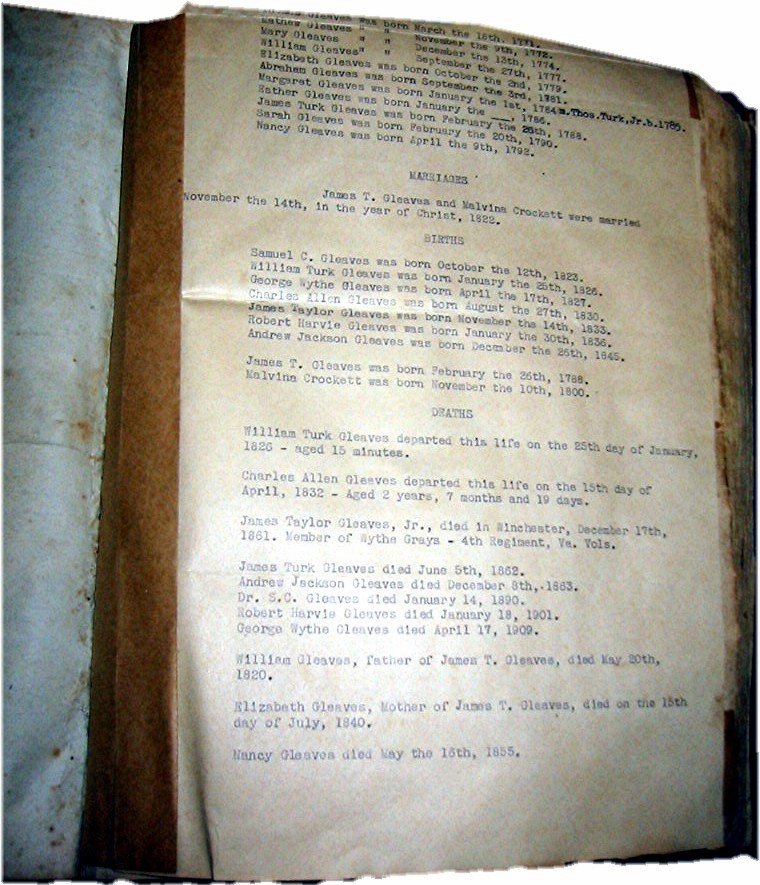 Gleaves was born March the 18th, 1771.
Mathew Gleaves " " November the 9th, 1772.
Mary Gleaves " " December the 13th, 1774.
William Gleaves" " September the 27th, 1777.
Elizabeth Gleaves was born October the 2nd, 1779.
Abraham Gleaves was born September the 3rd, 1781.
Margaret Gleaves was born January the 1st, 1784 m.Thos.Turk,Jr.b.1785.
Esther Gleaves was born January the ___, 1786.
James Turk Gleaves was born February the 26th, 1788.
Sarah Gleaves was born February the 20th, 1790.
Nancy Gleaves was born April the 9th, 1792.
MARRIAGES
James T. Gleaves and Malvina Crockett were married
November the 14th, in the year of Christ, 1822.
BIRTHS
Samuel C. Gleaves was born October the 12th, 1823.
William Turk Gleaves was born January the 25th, 1826.
George Wythe Gleaves was born April the 17th, 1827.
Charles Allen Gleaves was born August the 27th, 1830.
James Taylor Gleaves was born November the 14th, 1833.
Robert Harvie Gleaves was born January the 30th, 1836.
Andrew Jackson Gleaves was born December the 26th, 1845.
James T. Gleaves was born February the 26th, 1788.
Malvina Crockett was born November the 10th, 1800.
DEATHS
William Turk Gleaves departed this life on the 25th day of January,
1826 - aged 15 minutes.
Charles Allen Gleaves departed this life on the 15th day of
April, 1832 - Aged 2 years, 7 months and 19 days.
James Taylor Gleaves, Jr., died in Winchester, December 17th,
1861. Member of Wythe Grays - 4th Regiment, Va. Vols.
James Turk Gleaves died June 5th, 1862.
Andrew Jackson Gleaves died December 8th, 1863.
Dr. S.C. Gleaves died January 14, 1890.
Robert Harvie Gleaves died January 18, 1901.
George Wythe Gleaves died April 17, 1909.
William Gleaves, father of James T. Gleaves, died May 20th,
1820.
Elizabeth Gleaves, Mother of James T. Gleaves, died on the 15th
day of July, 1840.
Nancy Gleaves died May the 16th, 1855.